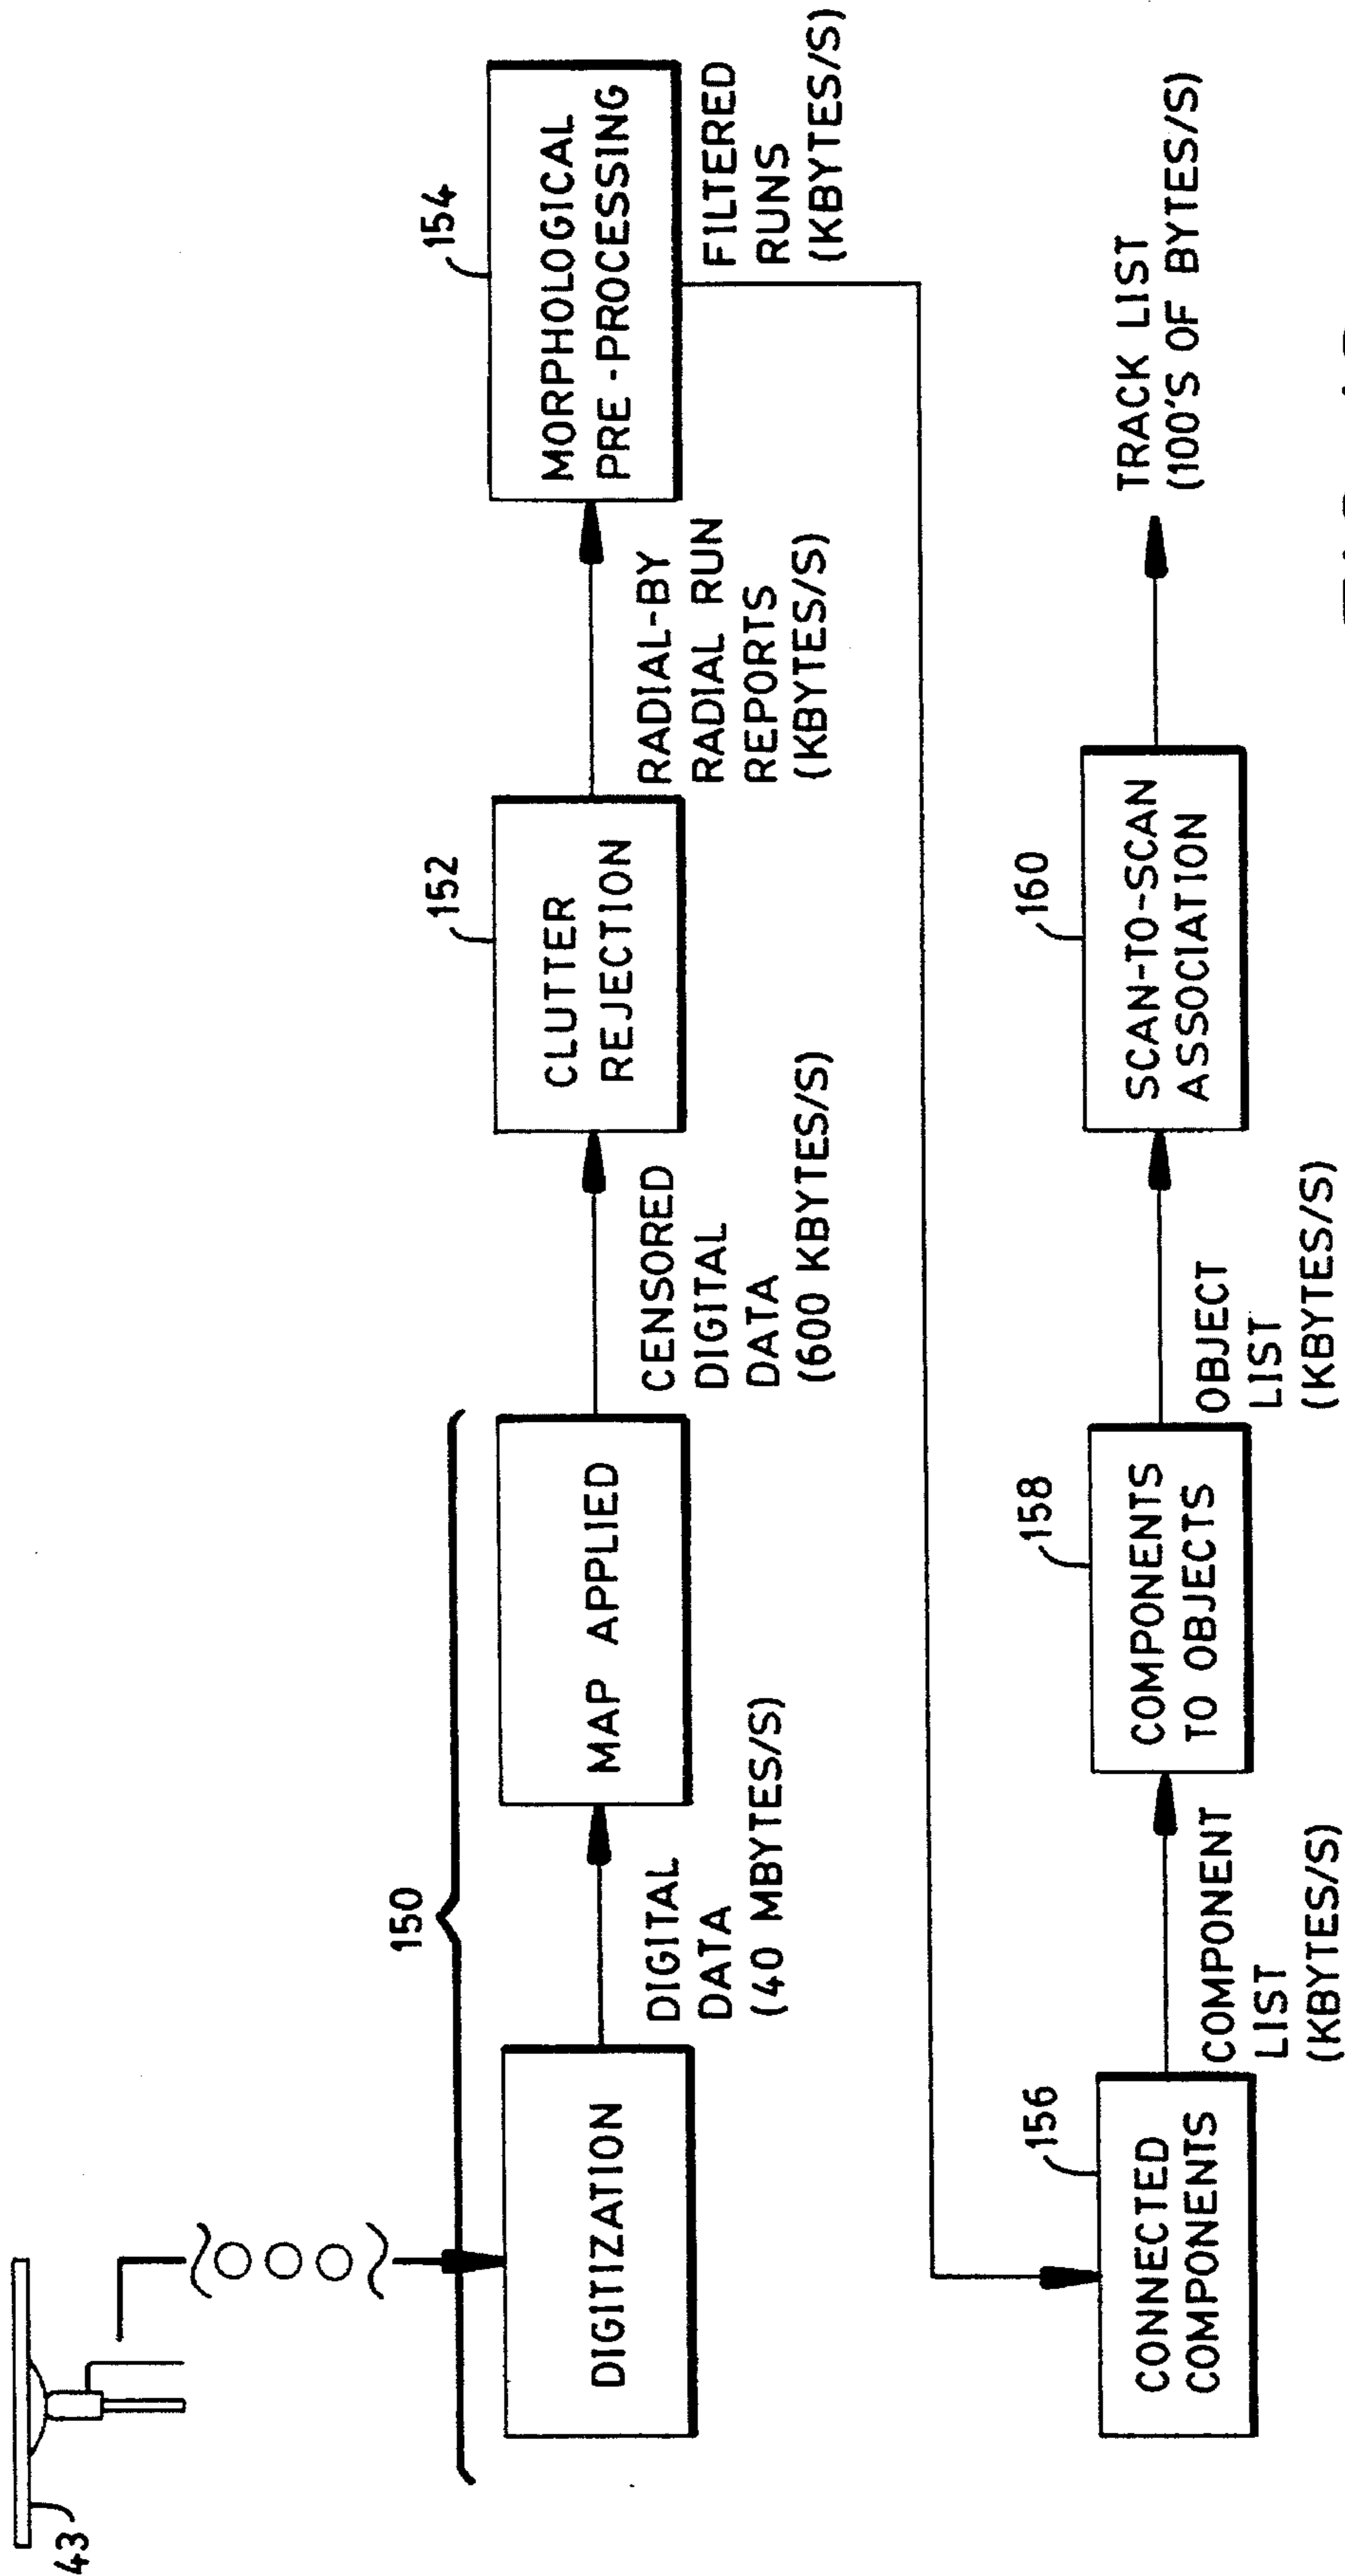 43
150
DIGITIZATION
DIGITAL
DATA
(40 MBYTES/S)
MAP APPLIED
CENSORED
DIGITAL
DATA
(600 KBYTES/S)
152
CLUTTER
REJECTION
RADIAL-BY
RADIAL RUN
REPORTS
(KBYTES/S)
154
MORPHOLOGICAL
PRE-PROCESSING
FILTERED
RUNS
(KBYTES/S)
156
CONNECTED
COMPONENTS
COMPONENT
LIST
(KBYTES/S)
158
COMPONENTS
TO OBJECTS
OBJECT
LIST
(KBYTES/S)
160
SCAN-TO-SCAN
ASSOCIATION
TRACK LIST
(100'S OF BYTES/S)